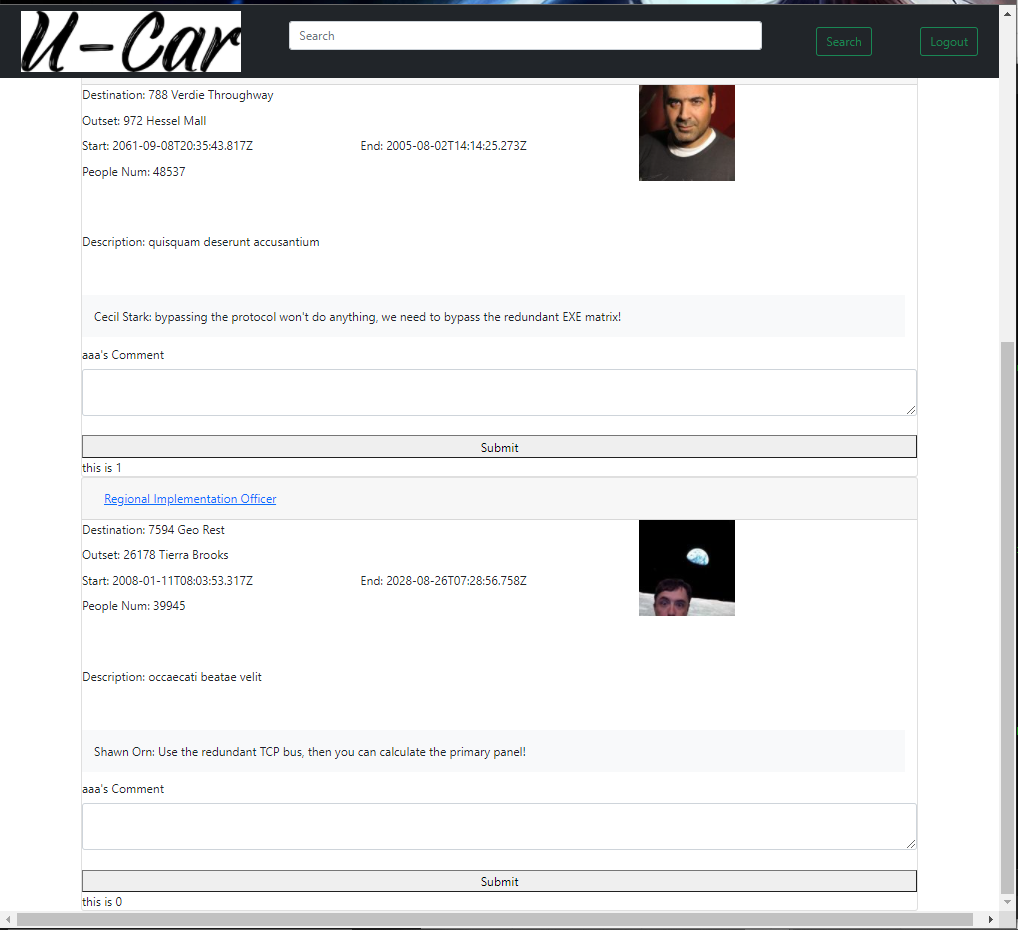 U-Car
Search
Search
Logout
Destination: 788 Verdie Throughway
Outset: 972 Hessel Mall
Start: 2061-09-08T20:35:43.817Z
End: 2005-08-02T14:14:25.273Z
People Num: 48537
Description: quisquam deserunt accusantium
Cecil Stark: bypassing the protocol won't do anything, we need to bypass the redundant EXE matrix!
aaa's Comment
Submit
this is 1
Regional Implementation Officer
Destination: 7594 Geo Rest
Outset: 26178 Tierra Brooks
Start: 2008-01-11T08:03:53.317Z
End: 2028-08-26T07:28:56.758Z
People Num: 39945
Description: occaecati beatae velit
Shawn Orn: Use the redundant TCP bus, then you can calculate the primary panel!
aaa's Comment
Submit
this is 0